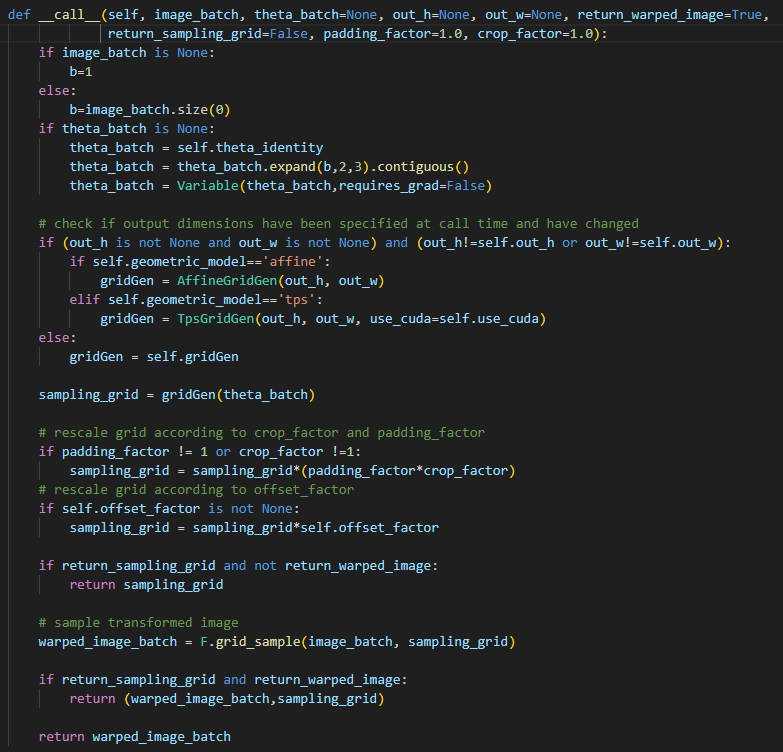 def __call__(self, image_batch, theta_batch=None, out_h=None, out_w=None, return_warped_image=True,
             return_sampling_grid=False, padding_factor=1.0, crop_factor=1.0):
    if image_batch is None:
        b=1
    else:
        b=image_batch.size(0)
    if theta_batch is None:
        theta_batch = self.theta_identity
        theta_batch = theta_batch.expand(b,2,3).contiguous()
        theta_batch = Variable(theta_batch,requires_grad=False)

    # check if output dimensions have been specified at call time and have changed
    if (out_h is not None and out_w is not None) and (out_h!=self.out_h or out_w!=self.out_w):
        if self.geometric_model=='affine':
            gridGen = AffineGridGen(out_h, out_w)
        elif self.geometric_model=='tps':
            gridGen = TpsGridGen(out_h, out_w, use_cuda=self.use_cuda)
    else:
        gridGen = self.gridGen

    sampling_grid = gridGen(theta_batch)

    # rescale grid according to crop_factor and padding_factor
    if padding_factor != 1 or crop_factor !=1:
        sampling_grid = sampling_grid*(padding_factor*crop_factor)
    # rescale grid according to offset_factor
    if self.offset_factor is not None:
        sampling_grid = sampling_grid*self.offset_factor

    if return_sampling_grid and not return_warped_image:
        return sampling_grid

    # sample transformed image
    warped_image_batch = F.grid_sample(image_batch, sampling_grid)

    if return_sampling_grid and return_warped_image:
        return (warped_image_batch,sampling_grid)

    return warped_image_batch